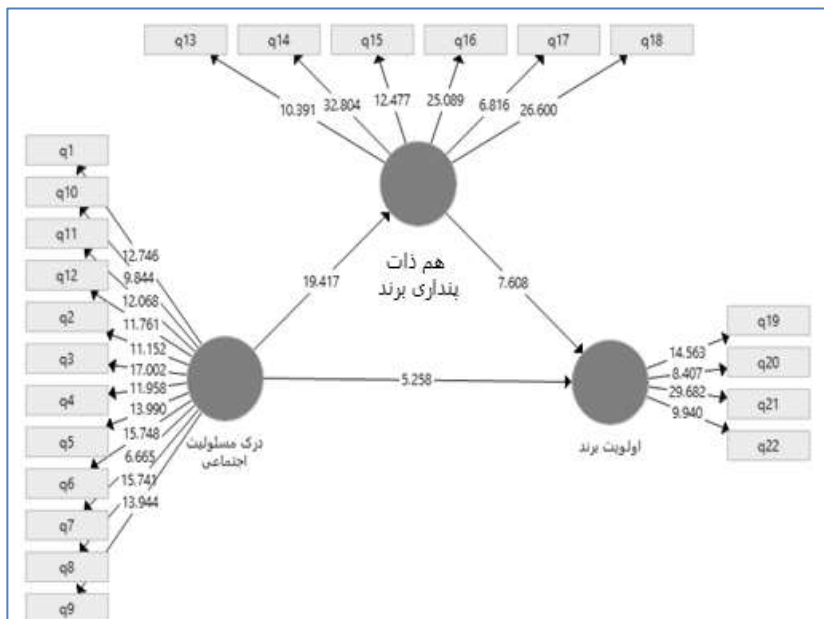 q13 q14 q15 q16 q17 q18
10.391 32.804 12.477 25.089 6.816 26.600
q1
q10
q11
q12
q2
q3
q4
q5
q6
q7
q8
q9
12.746
9.844
12.068
11.761
11.152
17.002
11.958
13.990
15.748
6.665
15.741
13.944
هم ذات
پنداری برند
19.417
7.608
5.258
درک مسئولیت
اجتماعی
اولویت برند
14.563
8.407
29.682
9.940
q19
q20
q21
q22